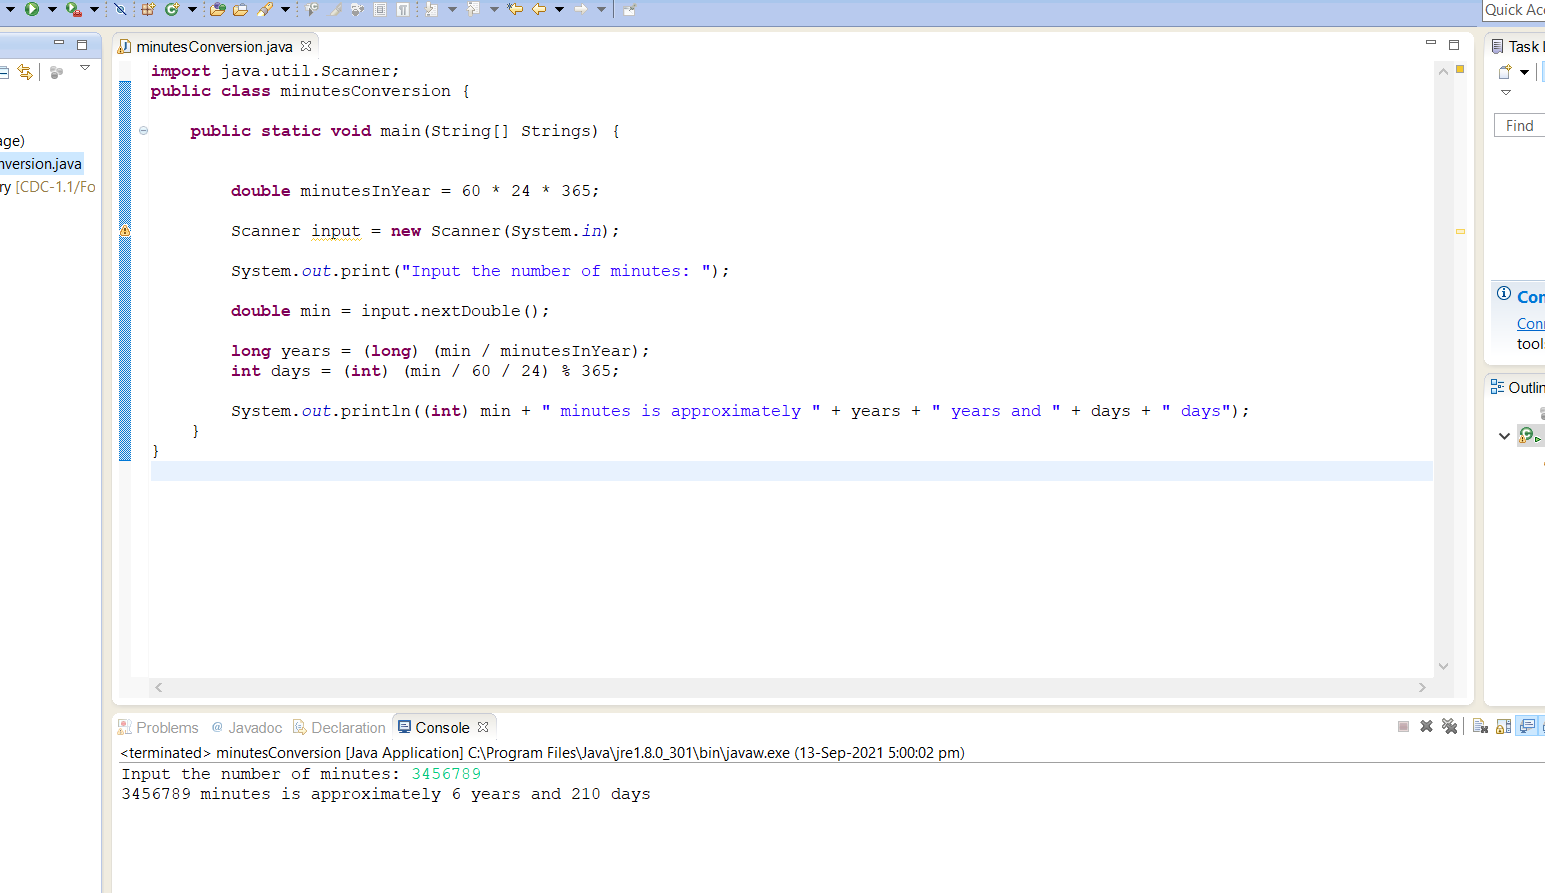 Quick Acc
minutesConversion.java
Task L
import java.util.Scanner;
public class minutesConversion {
public static void main(String[] Strings) {
double minutesInYear = 60 * 24 * 365;
Scanner input = new Scanner(System.in);
System.out.print("Input the number of minutes: ");
double min = input.nextDouble();
long years = (long) (min / minutesInYear);
int days = (int) (min / 60 / 24) % 365;
System.out.println((int) min + " minutes is approximately " + years + " years and " + days + " days");
}
}
age)
nversion.java
ry [CDC-1.1/Fo
Find
Con
Conn
tools
Outlin
Problems @ Javadoc Declaration Console
<terminated> minutesConversion [Java Application] C:\Program Files\Java\jre1.8.0_301\bin\javaw.exe (13-Sep-2021 5:00:02 pm)
Input the number of minutes: 3456789
3456789 minutes is approximately 6 years and 210 days